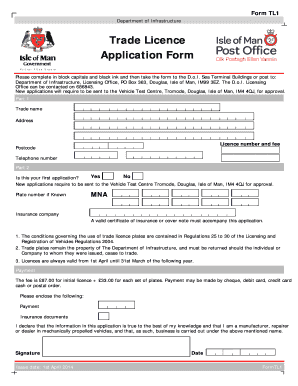 Form TL1
Department of Infrastructure
Isle of Man
Government
Trade Licence
Application Form
Isle of Man
Post Office
Oik Postagh Ellan Vannin
Please complete in block capitals and black ink and then take the form to the D.o.I. Sea Terminal Buildings or post to:
Department of Infrastructure, Licensing Office, PO Box 363, Douglas, Isle of Man, IM99 3EZ. The D.o.I. Licensing
Office can be contacted on 686843.
New applications will require to be sent to the Vehicle Test Centre, Tromode, Douglas, Isle of Man, IM4 4QJ for approval.
Part 1
Trade name
Address
Postcode
Licence number and fee
Telephone number
Part 2
Is this your first application?
Yes
No
New applications require to be sent to the Vehicle Test Centre Tromode, Douglas, Isle of Man, IM4 4QJ for approval.
Plate number if known
MNA
Insurance company
A valid certificate of insurance or cover note must accompany this application.
1. The conditions governing the use of trade licence plates are contained in Regulations 25 to 36 of the Licensing
and Registration of Vehicles Regulations 2004.
2. Trade plates remain the property of The Department of Infrastructure, and must be returned should the individual or
Company to whom they were issued, cease to trade.
3. Licences are always valid from 1st April until 31st March of the following year.
Payment
The fee is £87.00 for initial licence + £33.00 for each set of plates. Payment may be made by cheque, debit card, credit card
cash or postal order.
Please enclose the following:
Payment
Insurance documents
I declare that the information in this application is true to the best of my knowledge and that I am a manufacturer, repairer
or dealer in mechanically propelled vehicles, and that, as such, business is carried out under the above mentioned name.
Signature
Date
Issue date: 1st April 2014
Form TL1